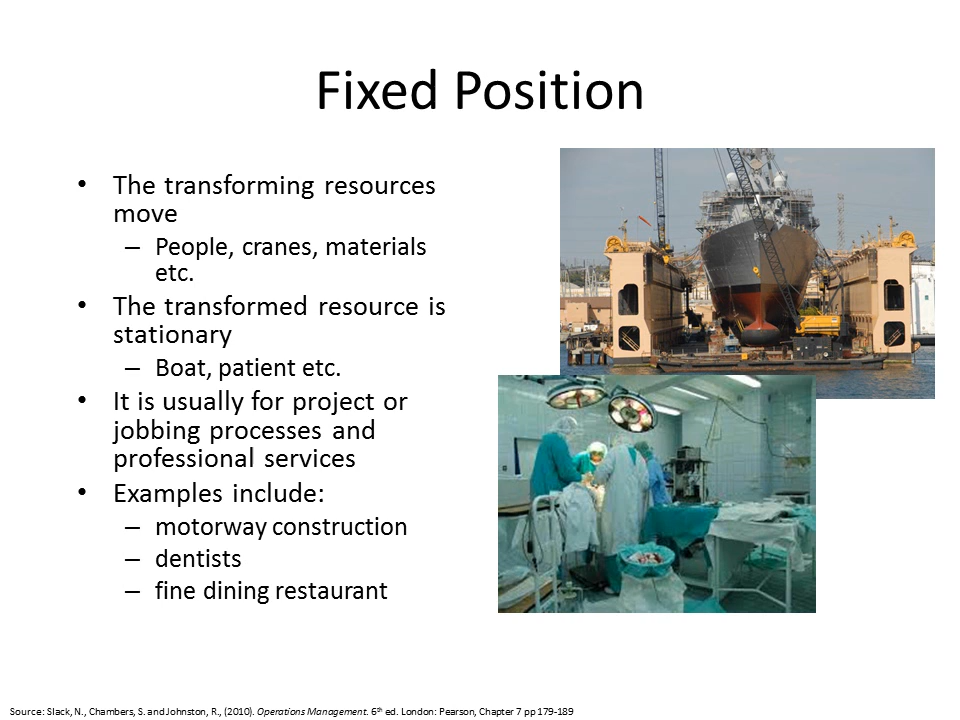 Fixed Position
• The transforming resources
move
– People, cranes, materials
etc.
• The transformed resource is
stationary
– Boat, patient etc.
• It is usually for project or
jobbing processes and
professional services
• Examples include:
– motorway construction
– dentists
– fine dining restaurant
Source: Slack, N., Chambers, S. and Johnston, R., (2010). Operations Management. 6th ed. London: Pearson, Chapter 7 pp 179-189